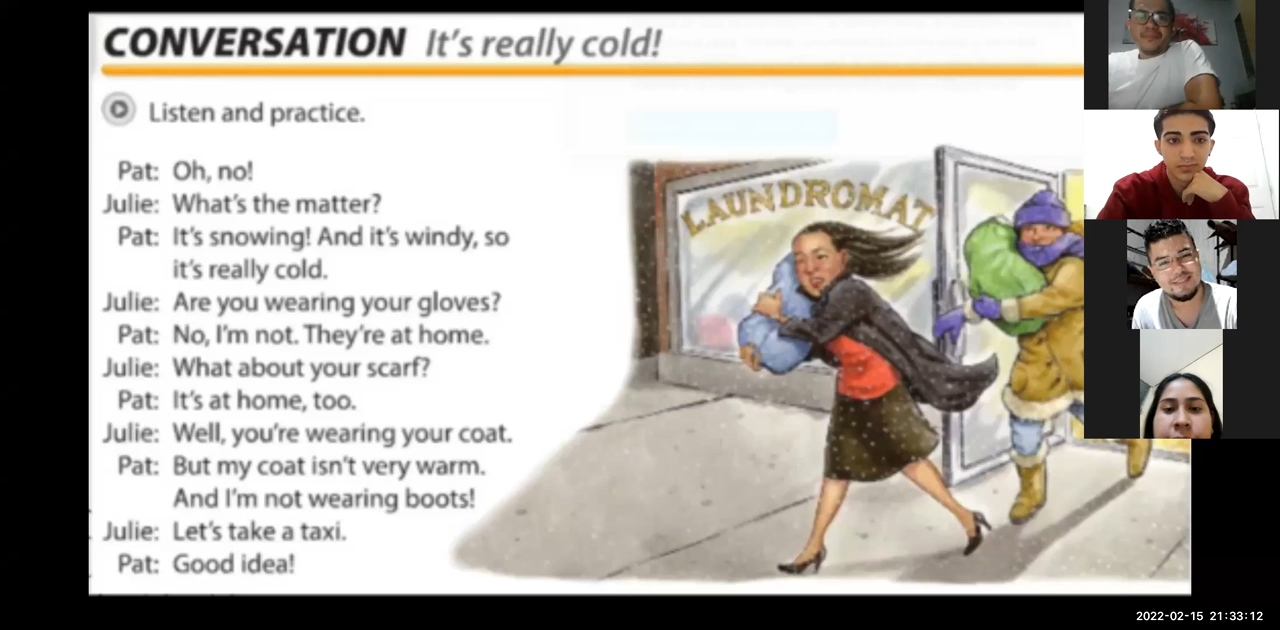 CONVERSATION It's really cold!
Listen and practice.
Pat: Oh, no!
Julie: What's the matter?
Pat: It's snowing! And it's windy, so
it's really cold.
Julie: Are you wearing your gloves?
Pat: No, I'm not. They're at home.
Julie: What about your scarf?
Pat: It's at home, too.
Julie: Well, you're wearing your coat.
Pat: But my coat isn't very warm.
And I'm not wearing boots!
Julie: Let's take a taxi.
Pat: Good idea!
LAUNDROMAT
2022-02-15 21:33:12